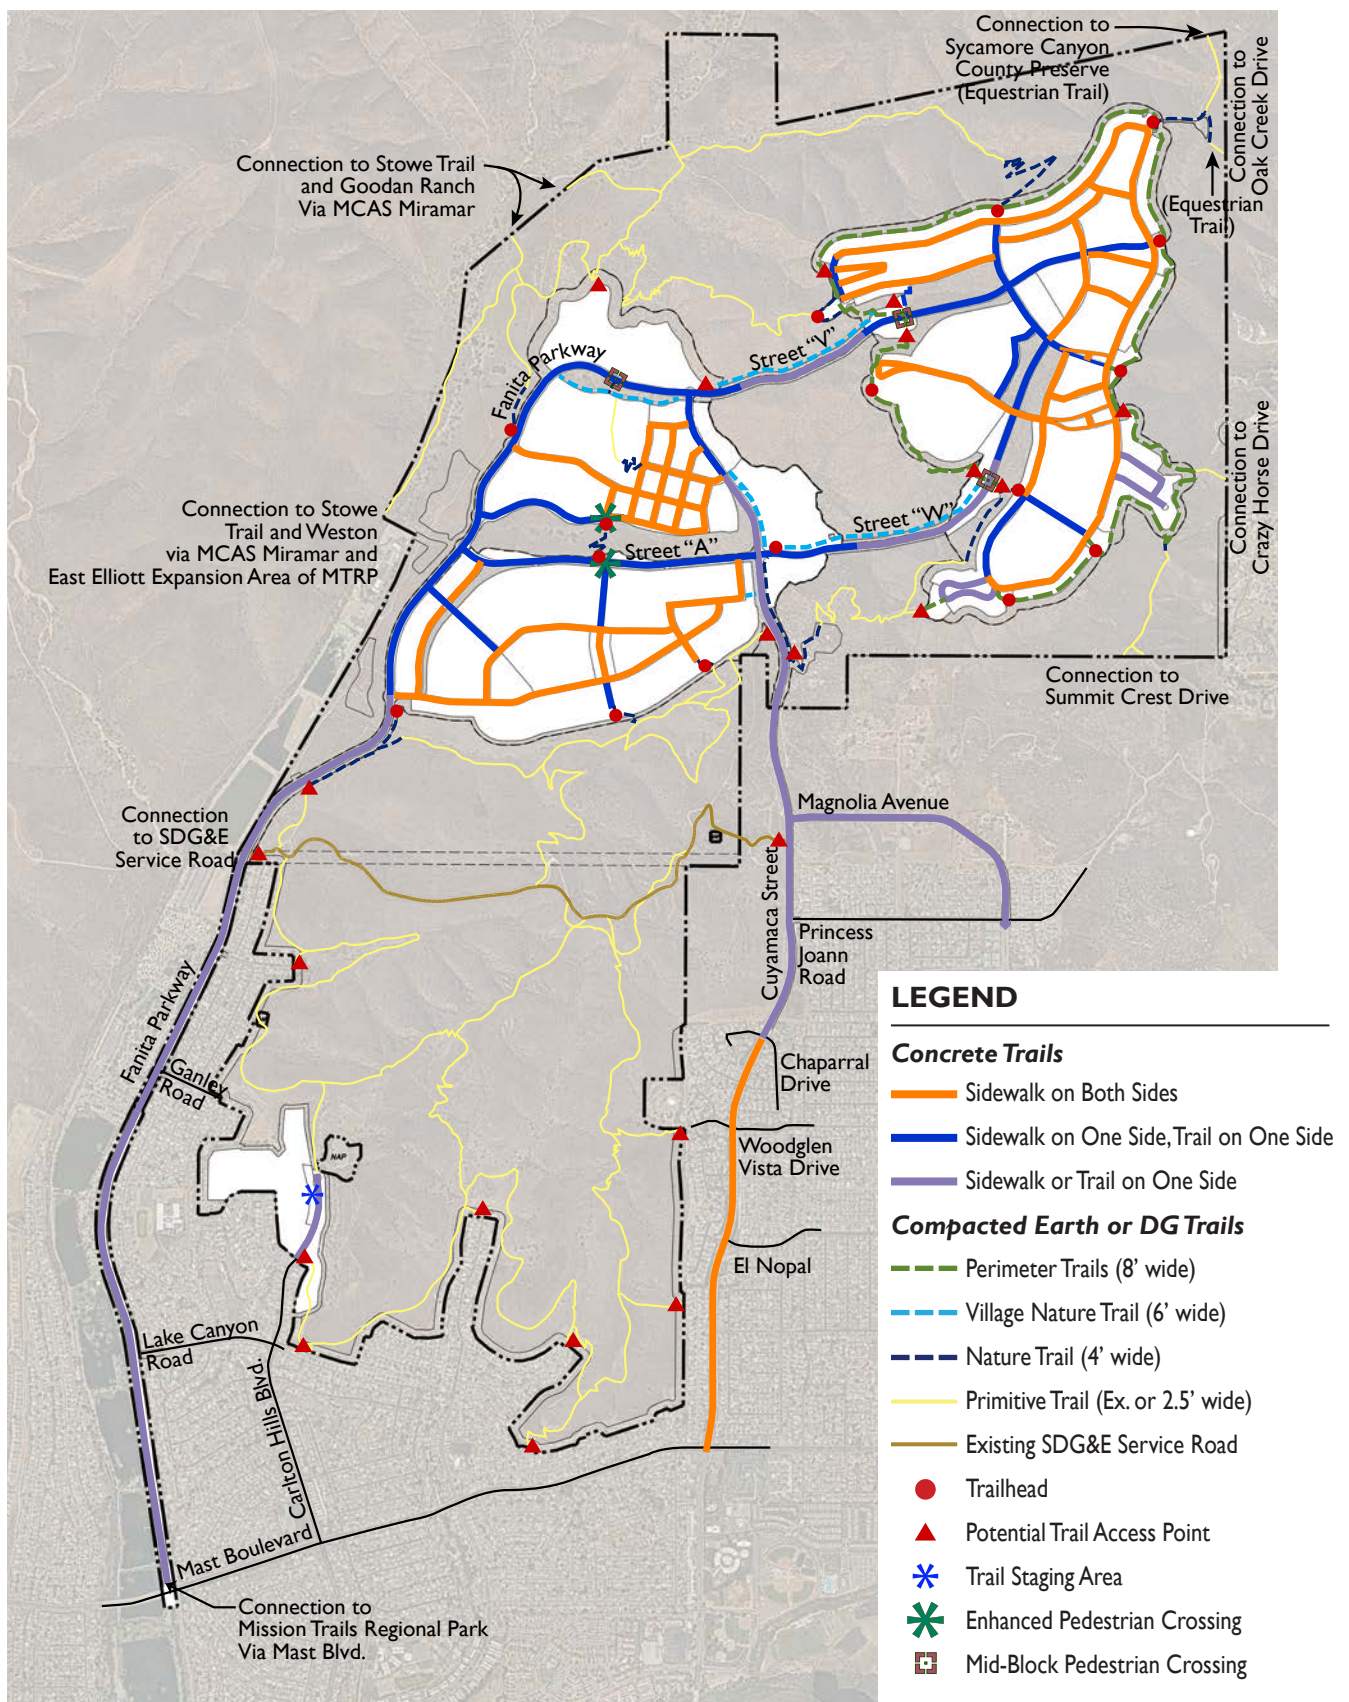 Connection to
Sycamore Canyon
County Preserve
(Equestrian Trail)
Connection to
Oak Creek Drive
(Equestrian
Trail)
Connection to Stowe Trail
and Goodan Ranch
Via MCAS Miramar
Fanita Parkway
Street “V”
Connection to
Crazy Horse Drive
Connection to Stowe
Trail and Weston
via MCAS Miramar and
East Elliott Expansion Area of MTRP
Street “W”
Street “A”
Connection to
Summit Crest Drive
Connection
to SDG&E
Service Road
Magnolia Avenue
Cuyamaca Street
Princess
Joann
Road
Fanita Parkway
Ganley
Road
Chaparral
Drive
Woodglen
Vista Drive
NAP
El Nopal
Lake Canyon
Road
Carlton Hills Blvd.
Mast Boulevard
Connection to
Mission Trails Regional Park
Via Mast Blvd.
LEGEND
Concrete Trails
Sidewalk on Both Sides
Sidewalk on One Side, Trail on One Side
Sidewalk or Trail on One Side
Compacted Earth or DG Trails
Perimeter Trails (8’ wide)
Village Nature Trail (6’ wide)
Nature Trail (4’ wide)
Primitive Trail (Ex. or 2.5’ wide)
Existing SDG&E Service Road
Trailhead
Potential Trail Access Point
Trail Staging Area
Enhanced Pedestrian Crossing
Mid-Block Pedestrian Crossing